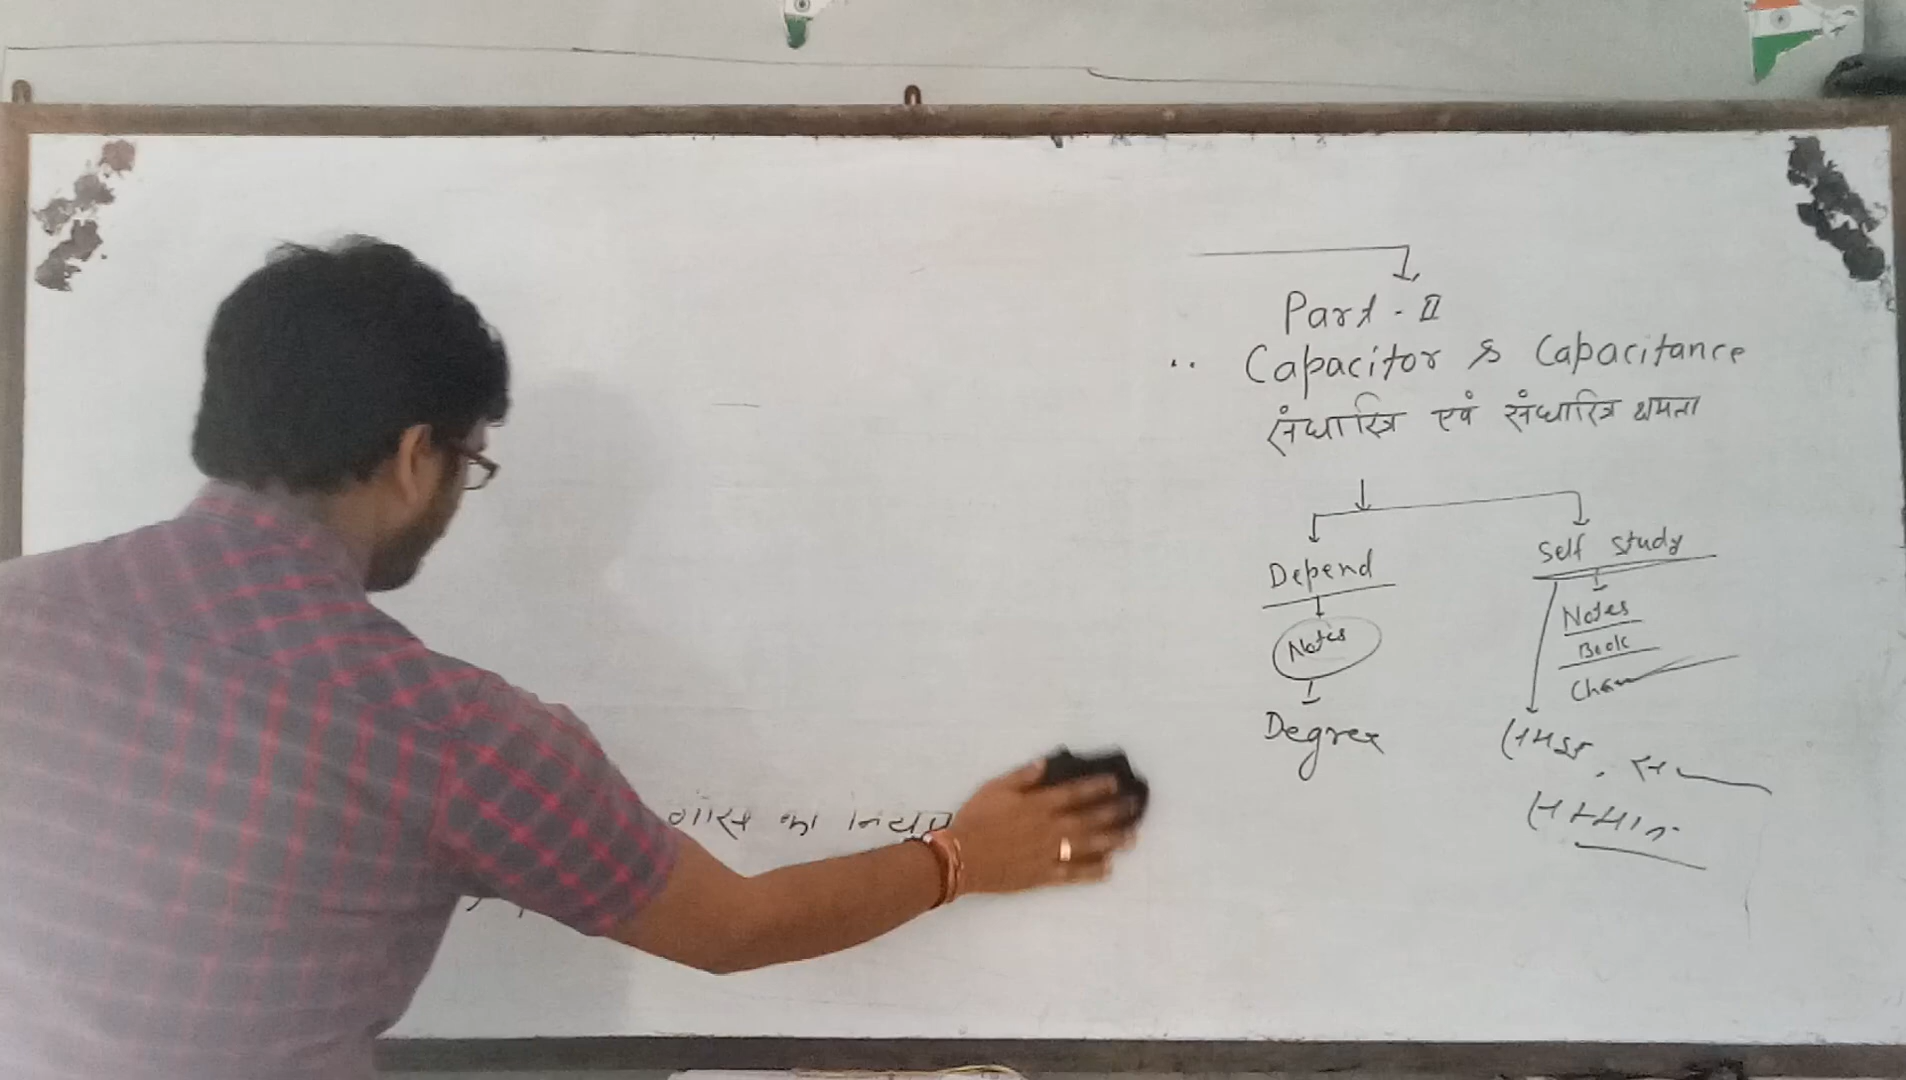 Part - II
Capacitor & Capacitance
संधारित्र एवं संधारित्र क्षमता
Depend
Self study
Notes
Notes
Book
Degree
गास का नियम